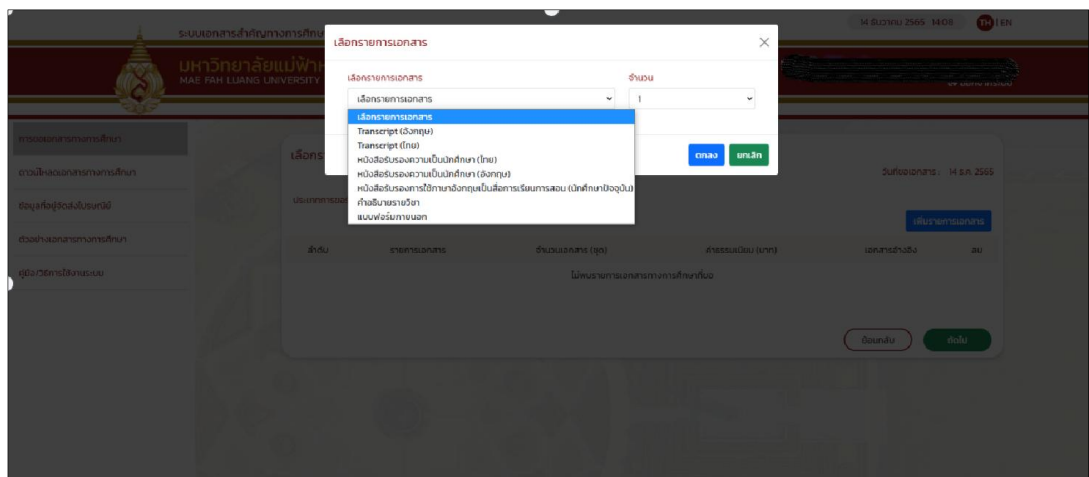 14 ธันวาคม 2565 14:06 TH | EN
ระบบเอกสารสำคัญทางการศึกษา
มหาวิทยาลัยแม่ฟ้าห
MAE FAH LUANG UNIVERSITY
เลือกรายการเอกสาร
เลือกรายการเอกสาร จำนวน
เลือกรายการเอกสาร 1
เลือกรายการเอกสาร
Transcript (อังกฤษ)
Transcript (ไทย)
หนังสือรับรองความเป็นนักศึกษา (ไทย)
หนังสือรับรองความเป็นนักศึกษา (อังกฤษ)
หนังสือรับรองการใช้ภาษาอังกฤษเป็นสื่อการเรียนการสอน (นักศึกษาปัจจุบัน)
คำอธิบายรายวิชา
แบบฟอร์มภายนอก
ตกลง ยกเลิก
การขอเอกสารทางการศึกษา
ดาวน์โหลดเอกสารทางการศึกษา
ข้อมูลที่อยู่จัดส่งไปรษณีย์
ตัวอย่างเอกสารทางการศึกษา
คู่มือ/วิธีการใช้งานระบบ
เลือกร
วันที่ขอเอกสาร : 14 ธ.ค. 2565
ประเภทการขอ
เพิ่มรายการเอกสาร
ลำดับ รายการเอกสาร จำนวนเอกสาร (ชุด) ค่าธรรมเนียม (บาท) เอกสารอ้างอิง ลบ
ไม่พบรายการเอกสารทางการศึกษาที่ขอ
ย้อนกลับ ถัดไป